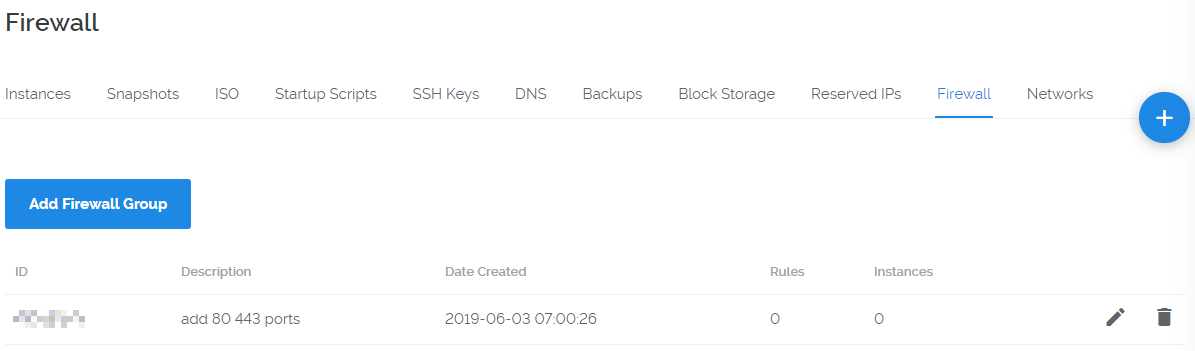 Firewall
Instances Snapshots ISO Startup Scripts SSH Keys DNS Backups Block Storage Reserved IPs Firewall Networks
Add Firewall Group
ID Description Date Created Rules Instances
add 80 443 ports 2019-06-03 07:00:26 0 0